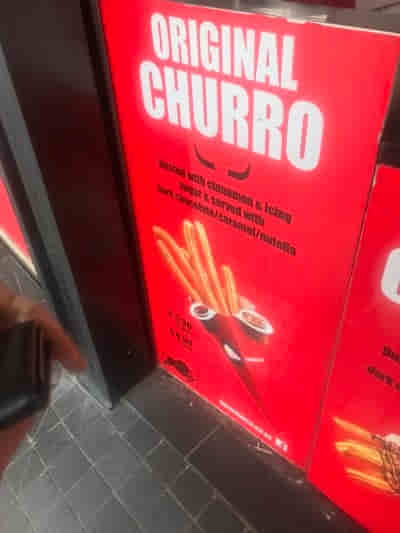 ORIGINAL
CHURRO
Dusted with cinnamon & icing
sugar & served with
dark chocolate/caramel/nutella
C